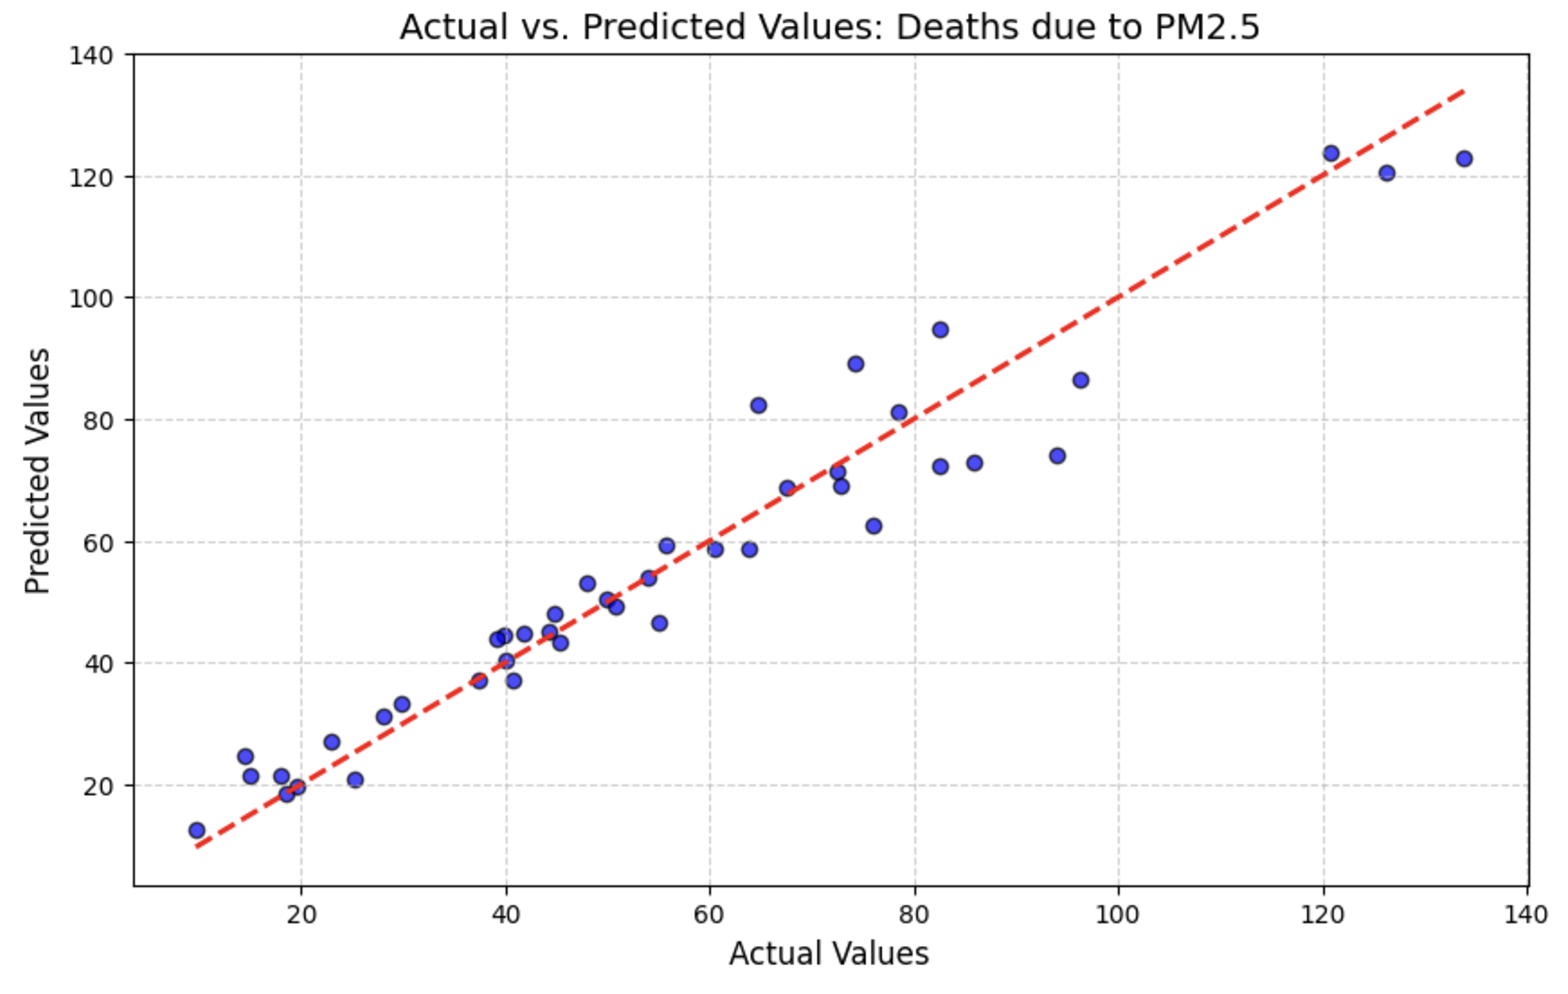 Actual vs. Predicted Values: Deaths due to PM2.5
140
120
100
80
60
40
20
Predicted Values
20 40 60 80 100 120 140
Actual Values